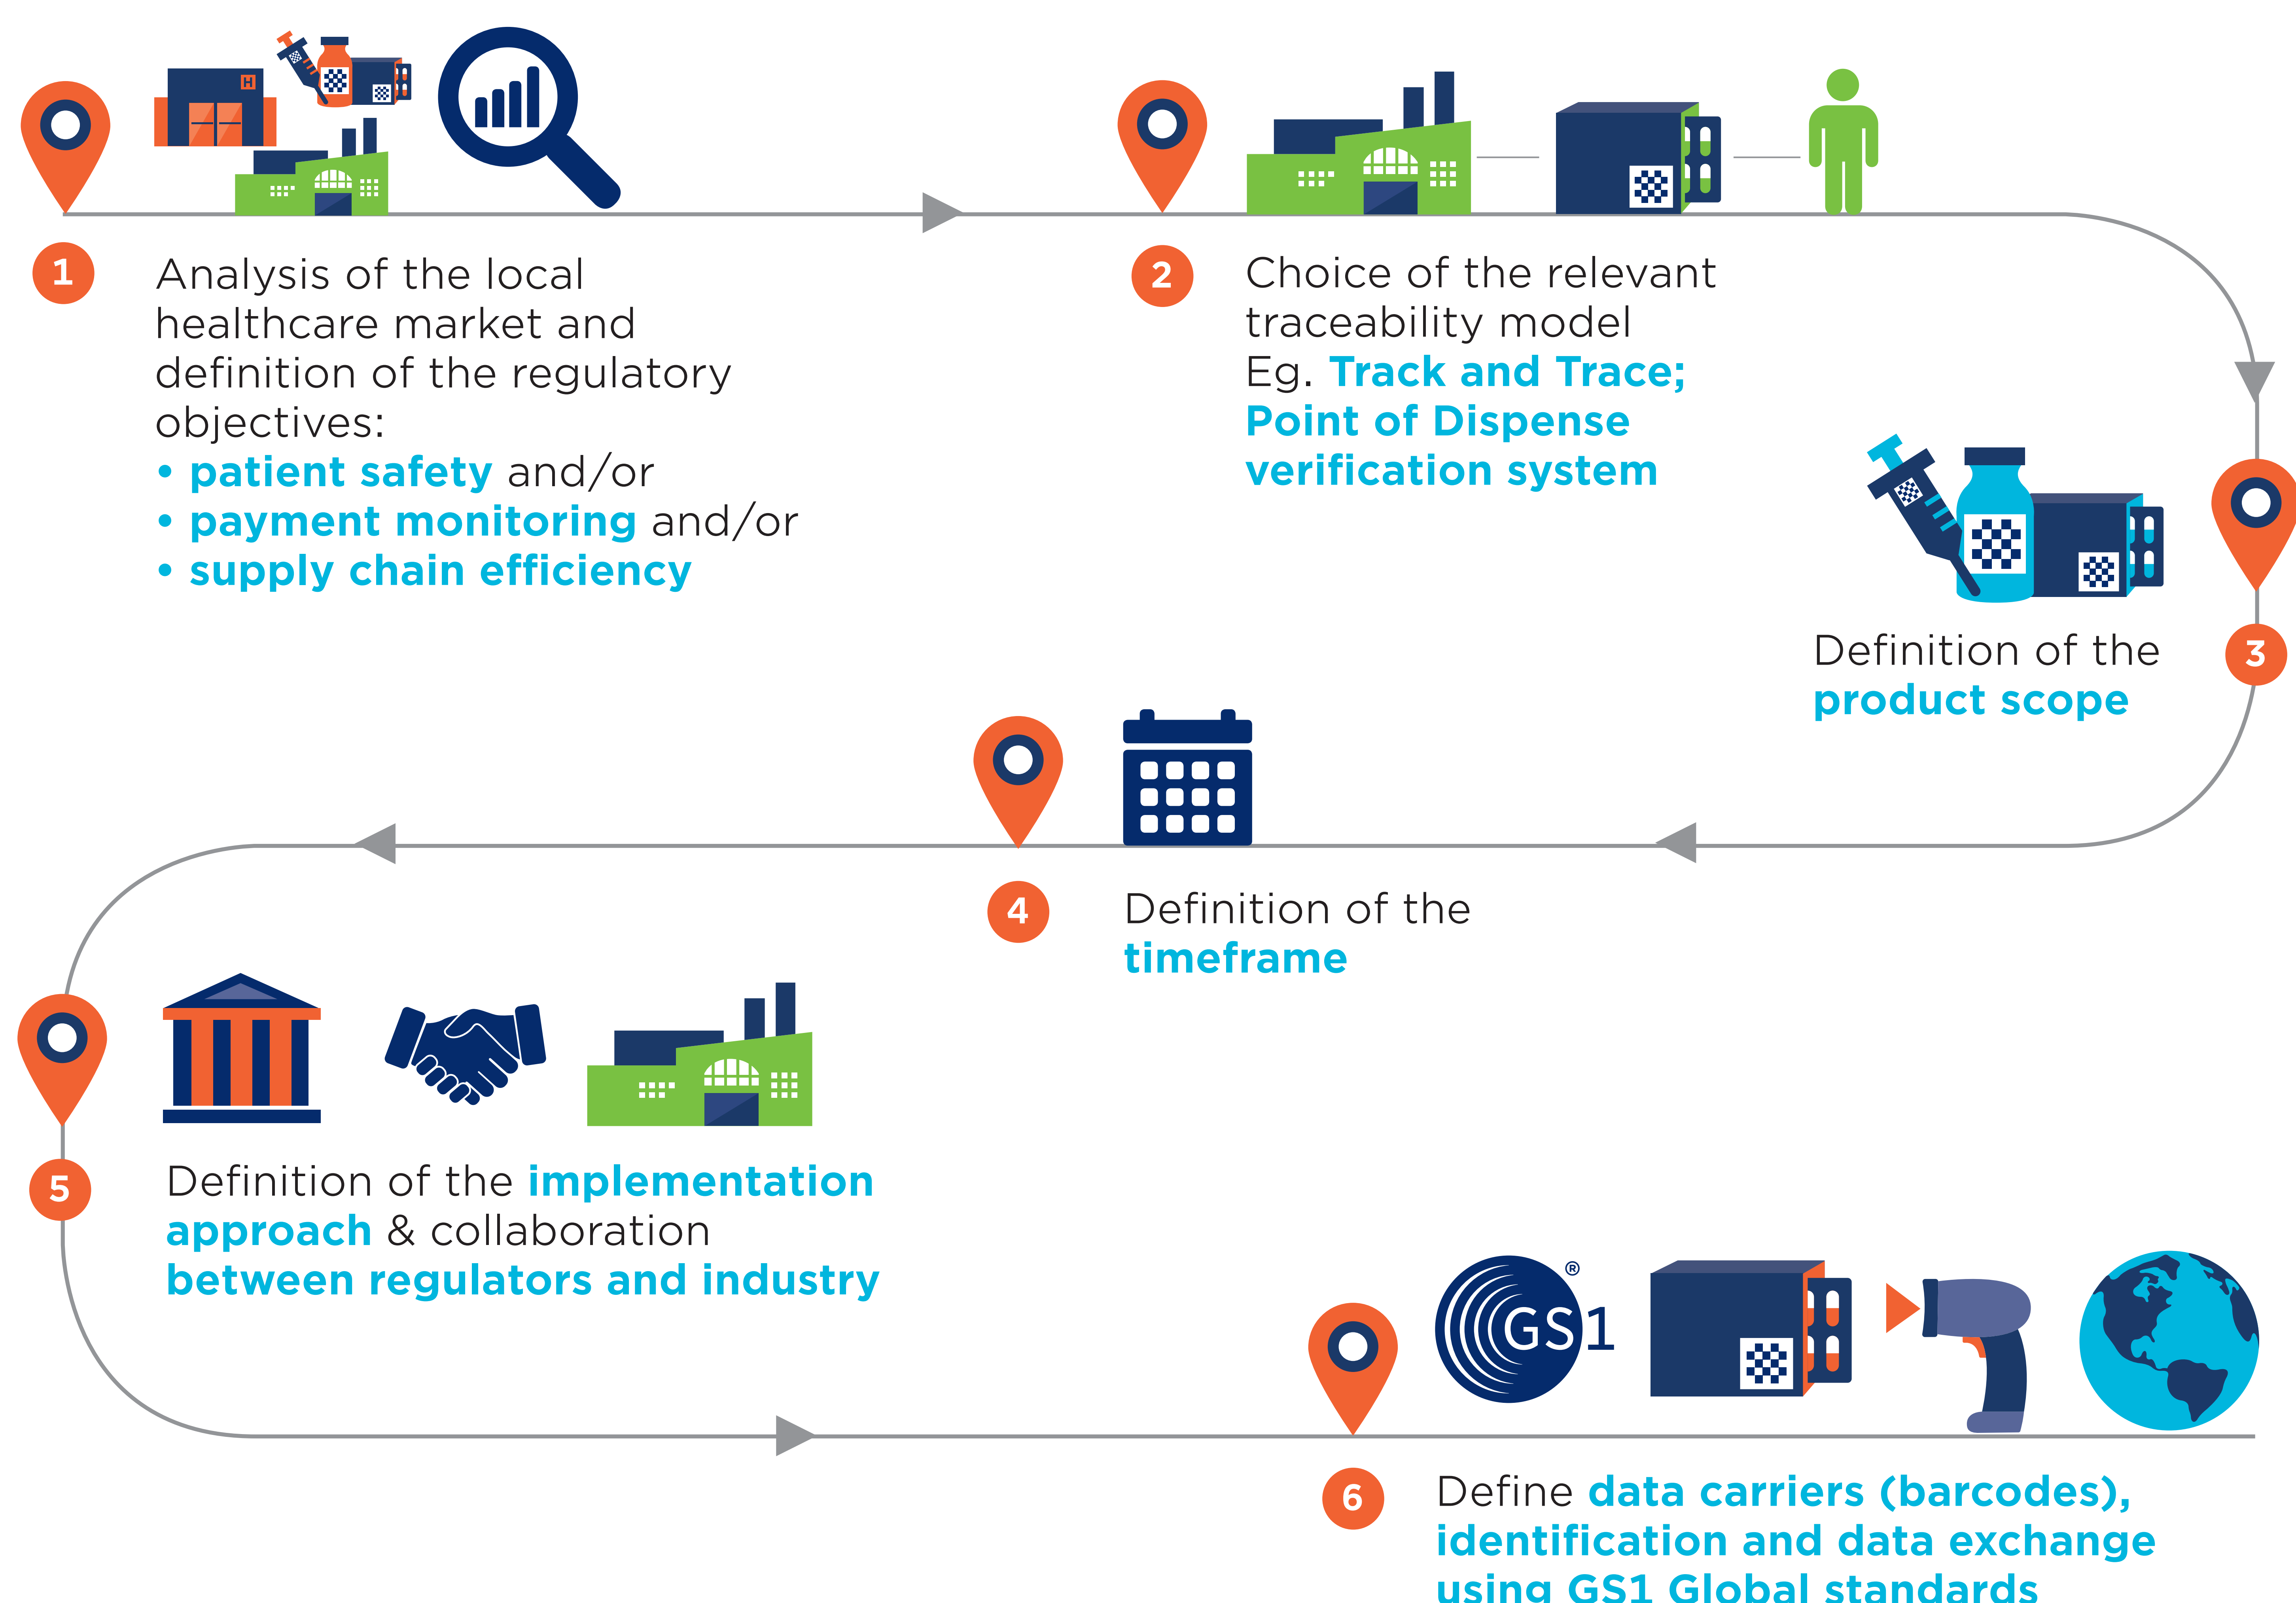 1
Analysis of the local
healthcare market and
definition of the regulatory
objectives:
• patient safety and/or
• payment monitoring and/or
• supply chain efficiency
H
2
Choice of the relevant
traceability model
Eg. Track and Trace;
Point of Dispense
verification system
3
Definition of the
product scope
4
Definition of the
timeframe
5
Definition of the implementation
approach & collaboration
between regulators and industry
GS1®
6
Define data carriers (barcodes),
identification and data exchange
using GS1 Global standards